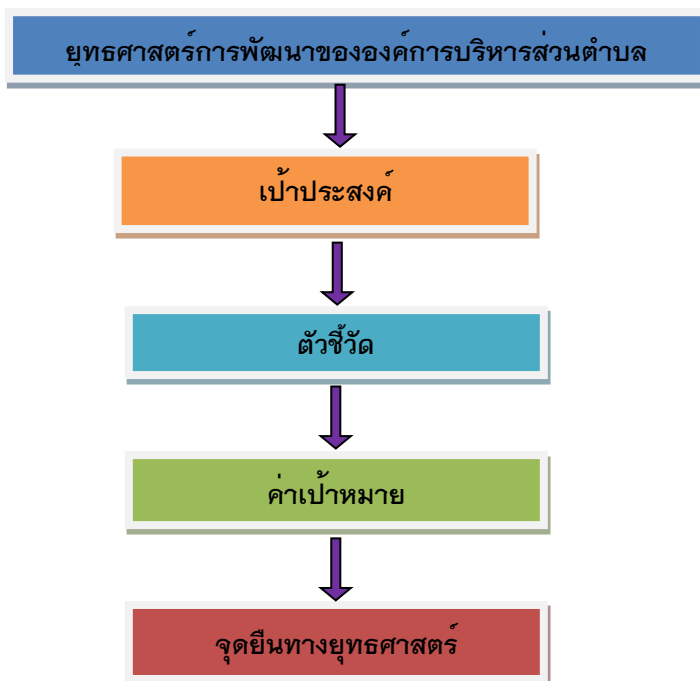 ยุทธศาสตร์การพัฒนาขององค์การบริหารส่วนตำบล
เป้าประสงค์
ตัวชี้วัด
ค่าเป้าหมาย
จุดยืนทางยุทธศาสตร์